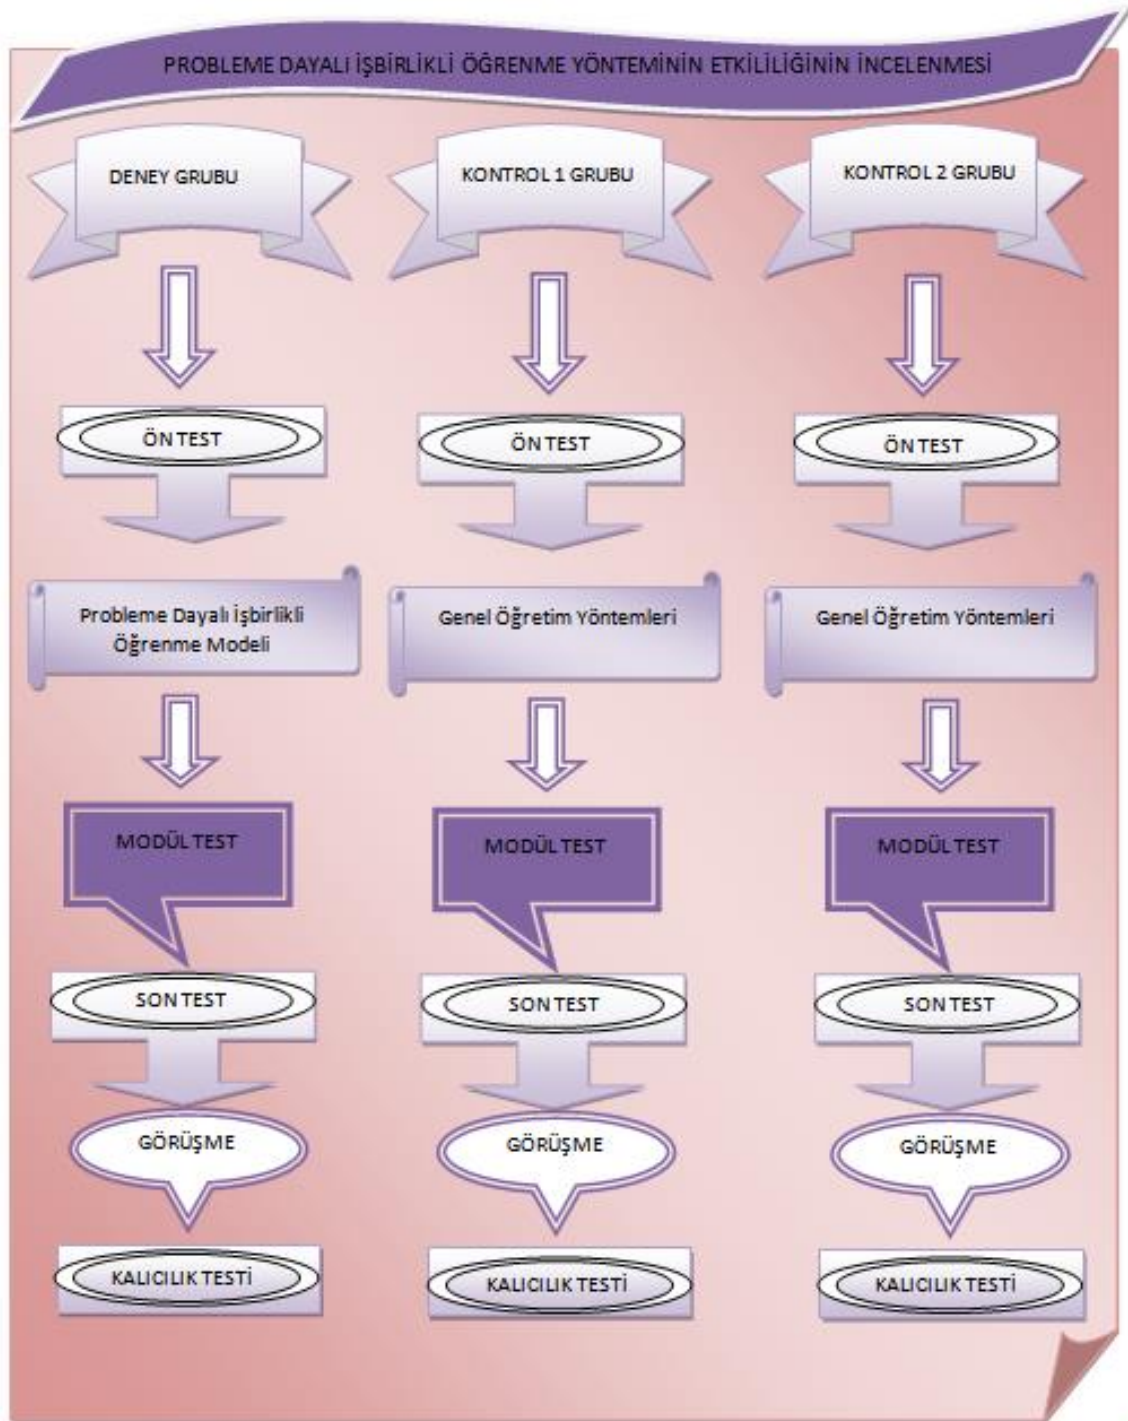 PROBLEME DAYALI İŞBİRLİKLİ ÖĞRENME YÖNTEMİNİN ETKİLİLİĞİNİN İNCELENMESİ
DENEY GRUBU
KONTROL 1 GRUBU
KONTROL 2 GRUBU
ÖN TEST
ÖN TEST
ÖN TEST
Probleme Dayalı İşbirlikli
Öğrenme Modeli
Genel Öğretim Yöntemleri
Genel Öğretim Yöntemleri
MODÜL TEST
MODÜL TEST
MODÜL TEST
SON TEST
SON TEST
SON TEST
GÖRÜŞME
GÖRÜŞME
GÖRÜŞME
KALICILIK TESTİ
KALICILIK TESTİ
KALICILIK TESTİ